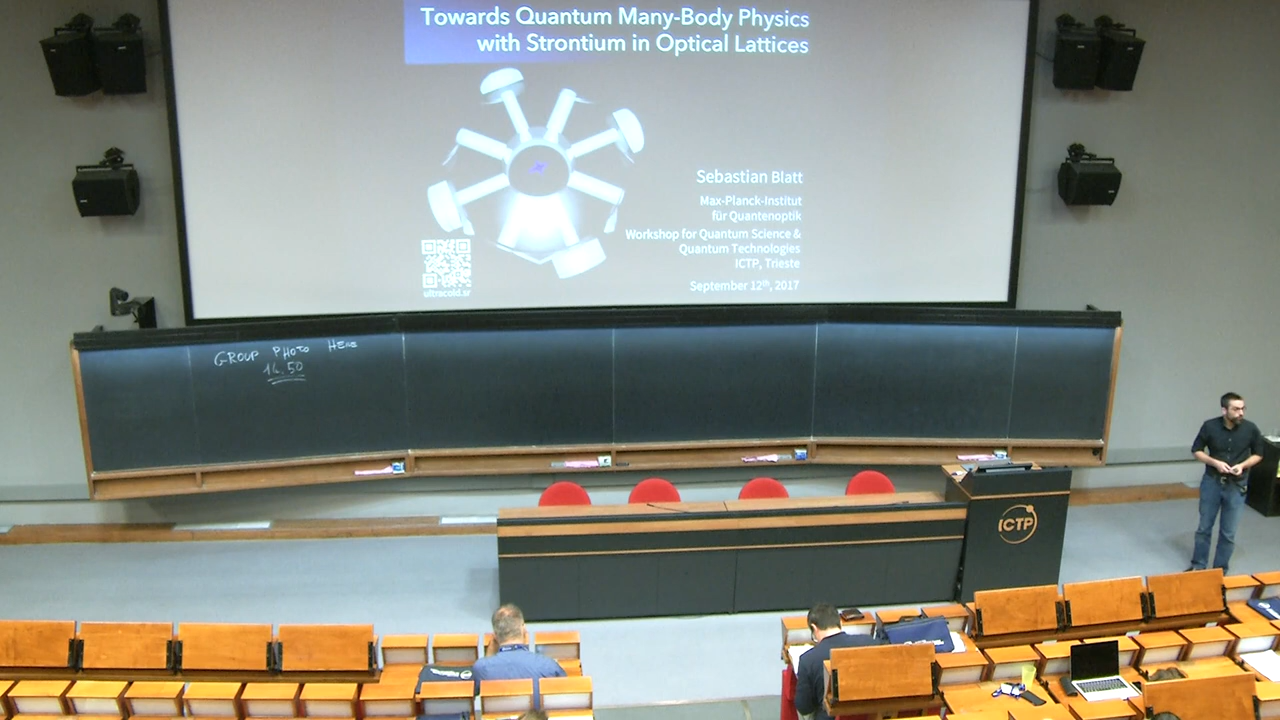 Towards Quantum Many-Body Physics
with Strontium in Optical Lattices
Sebastian Blatt
Max-Planck-Institut
für Quantenoptik
Workshop for Quantum Science &
Quantum Technologies
ICTP, Trieste
September 12th, 2017
ultracold.sr
GROUP PHOTO HERE
14.50
ICTP